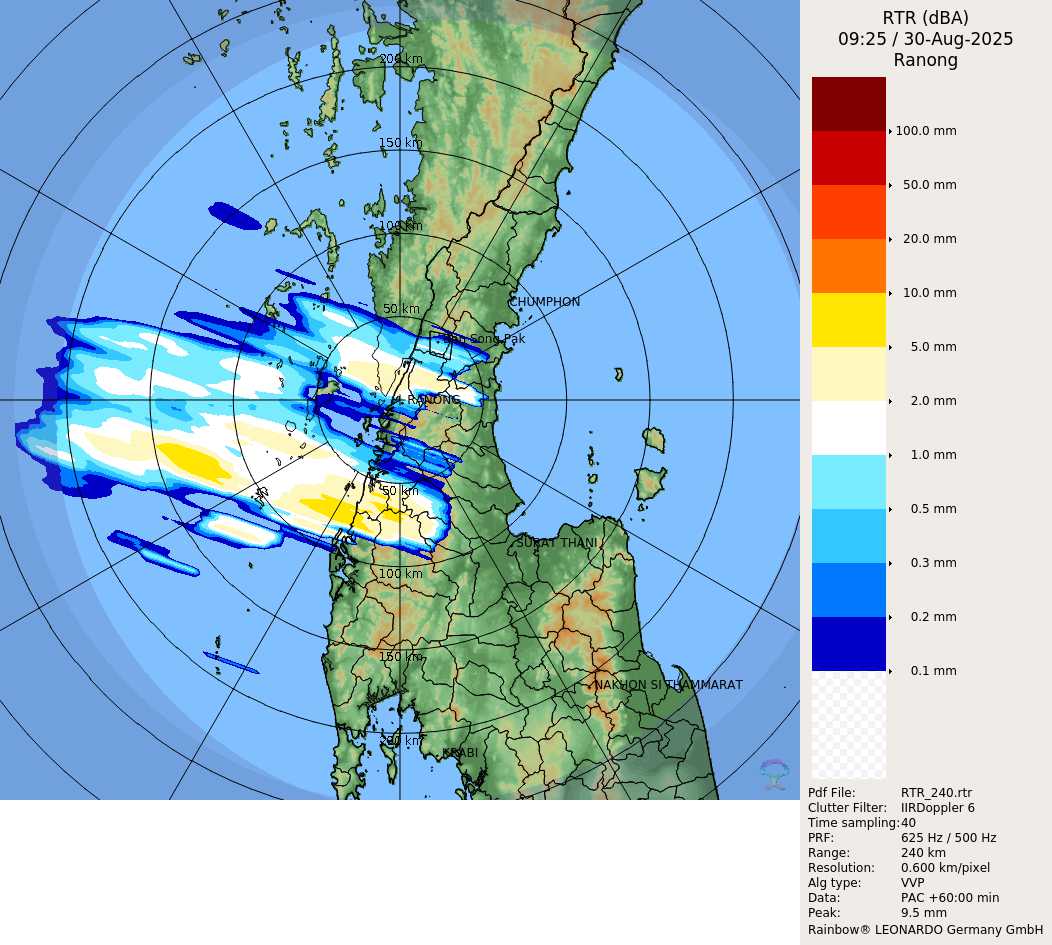 RTR (dBA)
09:25 / 30-Aug-2025
Ranong
200 km
150 km
100 km
50 km
CHUMPHON
Ban Song Pak
RANONG
50 km
SURAT THANI
100 km
150 km
NAKHON SI THAMMARAT
200 km
KRABI
100.0 mm
50.0 mm
20.0 mm
10.0 mm
5.0 mm
2.0 mm
1.0 mm
0.5 mm
0.3 mm
0.2 mm
0.1 mm
Pdf File: RTR_240.rtr
Clutter Filter: IIRDoppler 6
Time sampling:40
PRF: 625 Hz / 500 Hz
Range: 240 km
Resolution: 0.600 km/pixel
Alg type: VVP
Data: PAC +60:00 min
Peak: 9.5 mm
Rainbow® LEONARDO Germany GmbH